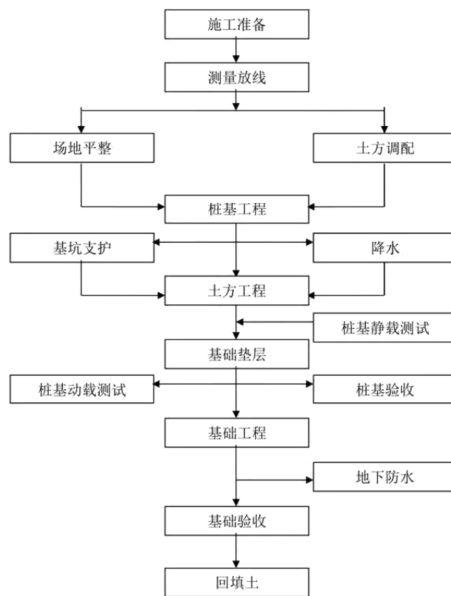 施工准备
测量放线
场地平整
土方调配
桩基工程
基坑支护
降水
土方工程
桩基静载测试
基础垫层
桩基动载测试
桩基验收
基础工程
地下防水
基础验收
回填土